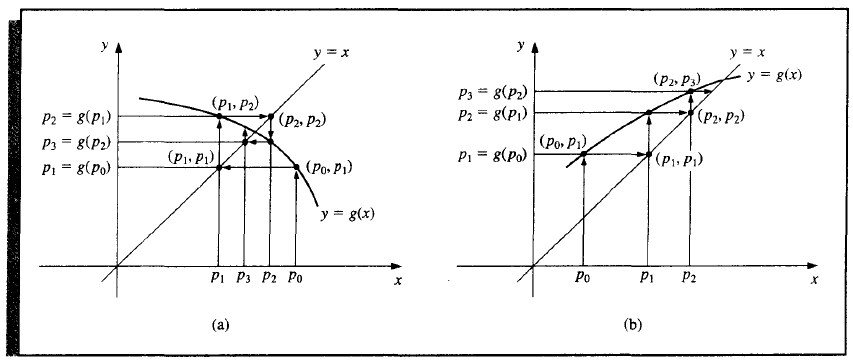 y
y = x
p₂ = g(p₁)
(p₁, p₂)
(p₂, p₂)
p₃ = g(p₂)
(p₁, p₁)
p₁ = g(p₀)
(p₀, p₁)
y = g(x)
p₁ p₃ p₂ p₀
x
(a)
y
y = x
(p₂, p₃)
y = g(x)
p₃ = g(p₂)
p₂ = g(p₁)
(p₂, p₂)
(p₀, p₁)
p₁ = g(p₀)
(p₁, p₁)
p₀ p₁ p₂
x
(b)